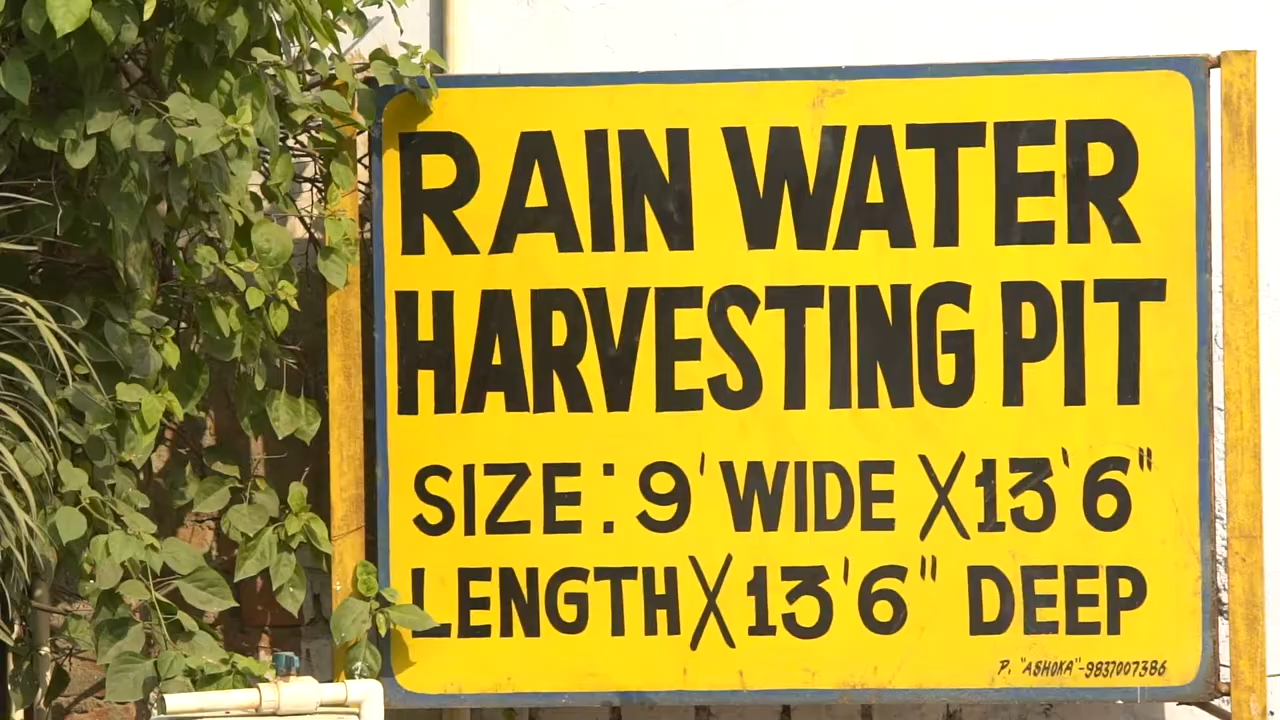 RAIN WATER
HARVESTING PIT
SIZE: 9' WIDE X 13'6"
LENGTH X 13'6" DEEP
P. "ASHOKA"-9837007386